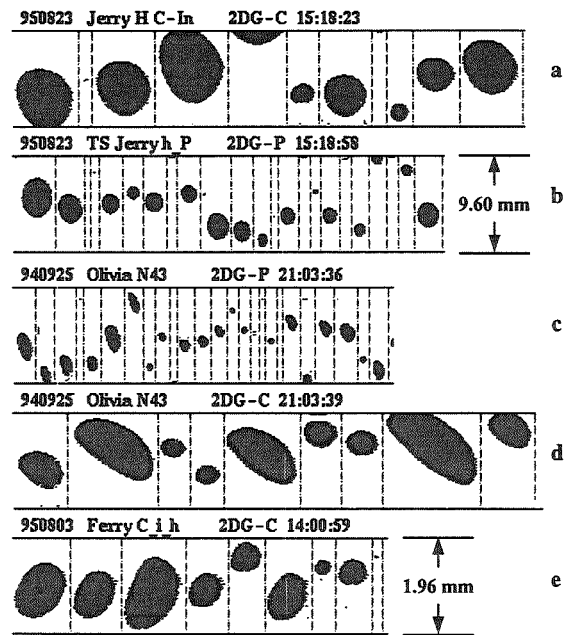 950823 Jerry H C-In 2DG-C 15:18:23
a
950823 TS Jerry h_P 2DG-P 15:18:58
9.60 mm
b
940925 Olivia N43 2DG-P 21:03:36
c
940925 Olivia N43 2DG-C 21:03:39
d
950803 Ferry C_i_h 2DG-C 14:00:59
1.96 mm
e